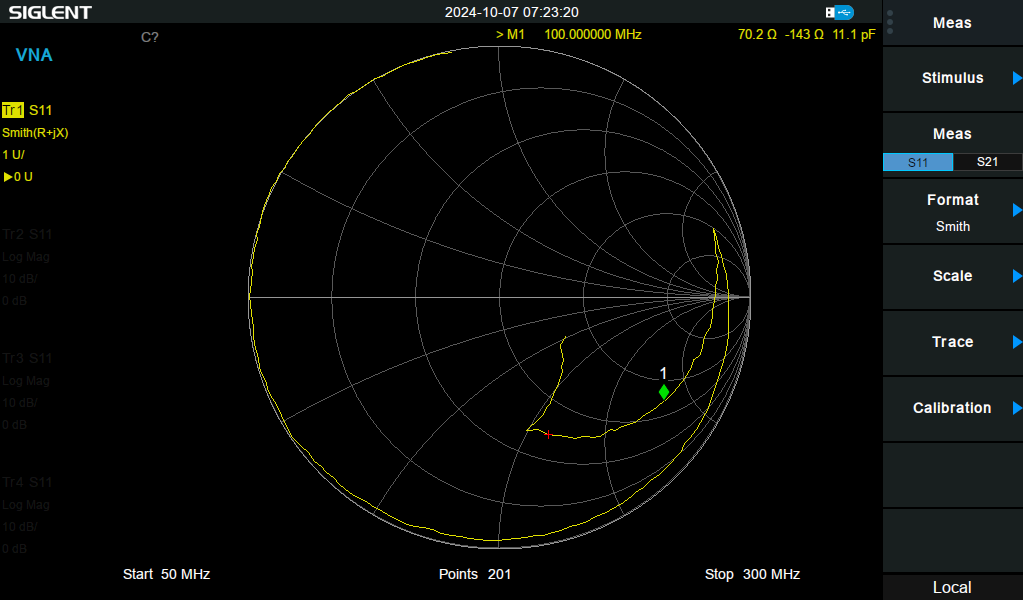 SIGLENT
2024-10-07 07:23:20
Meas
C?
> M1 100.000000 MHz 70.2 Ω -143 Ω 11.1 pF
VNA
Stimulus
Tr1 S11
Smith(R+jX)
1 U/
▶0 U
Meas
S11 S21
Format
Smith
Tr2 S11
Log Mag
10 dB/
0 dB
Scale
Trace
Tr3 S11
Log Mag
10 dB/
0 dB
1
Calibration
Tr4 S11
Log Mag
10 dB/
0 dB
Start 50 MHz Points 201 Stop 300 MHz
Local